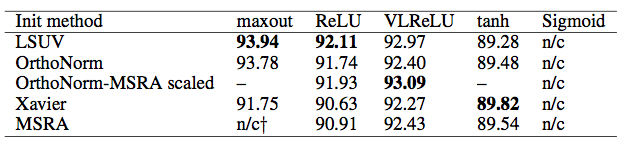 Init method maxout ReLU VLReLU tanh Sigmoid
LSUV 93.94 92.11 92.97 89.28 n/c
OrthoNorm 93.78 91.74 92.40 89.48 n/c
OrthoNorm-MSRA scaled – 91.93 93.09 – n/c
Xavier 91.75 90.63 92.27 89.82 n/c
MSRA n/c† 90.91 92.43 89.54 n/c